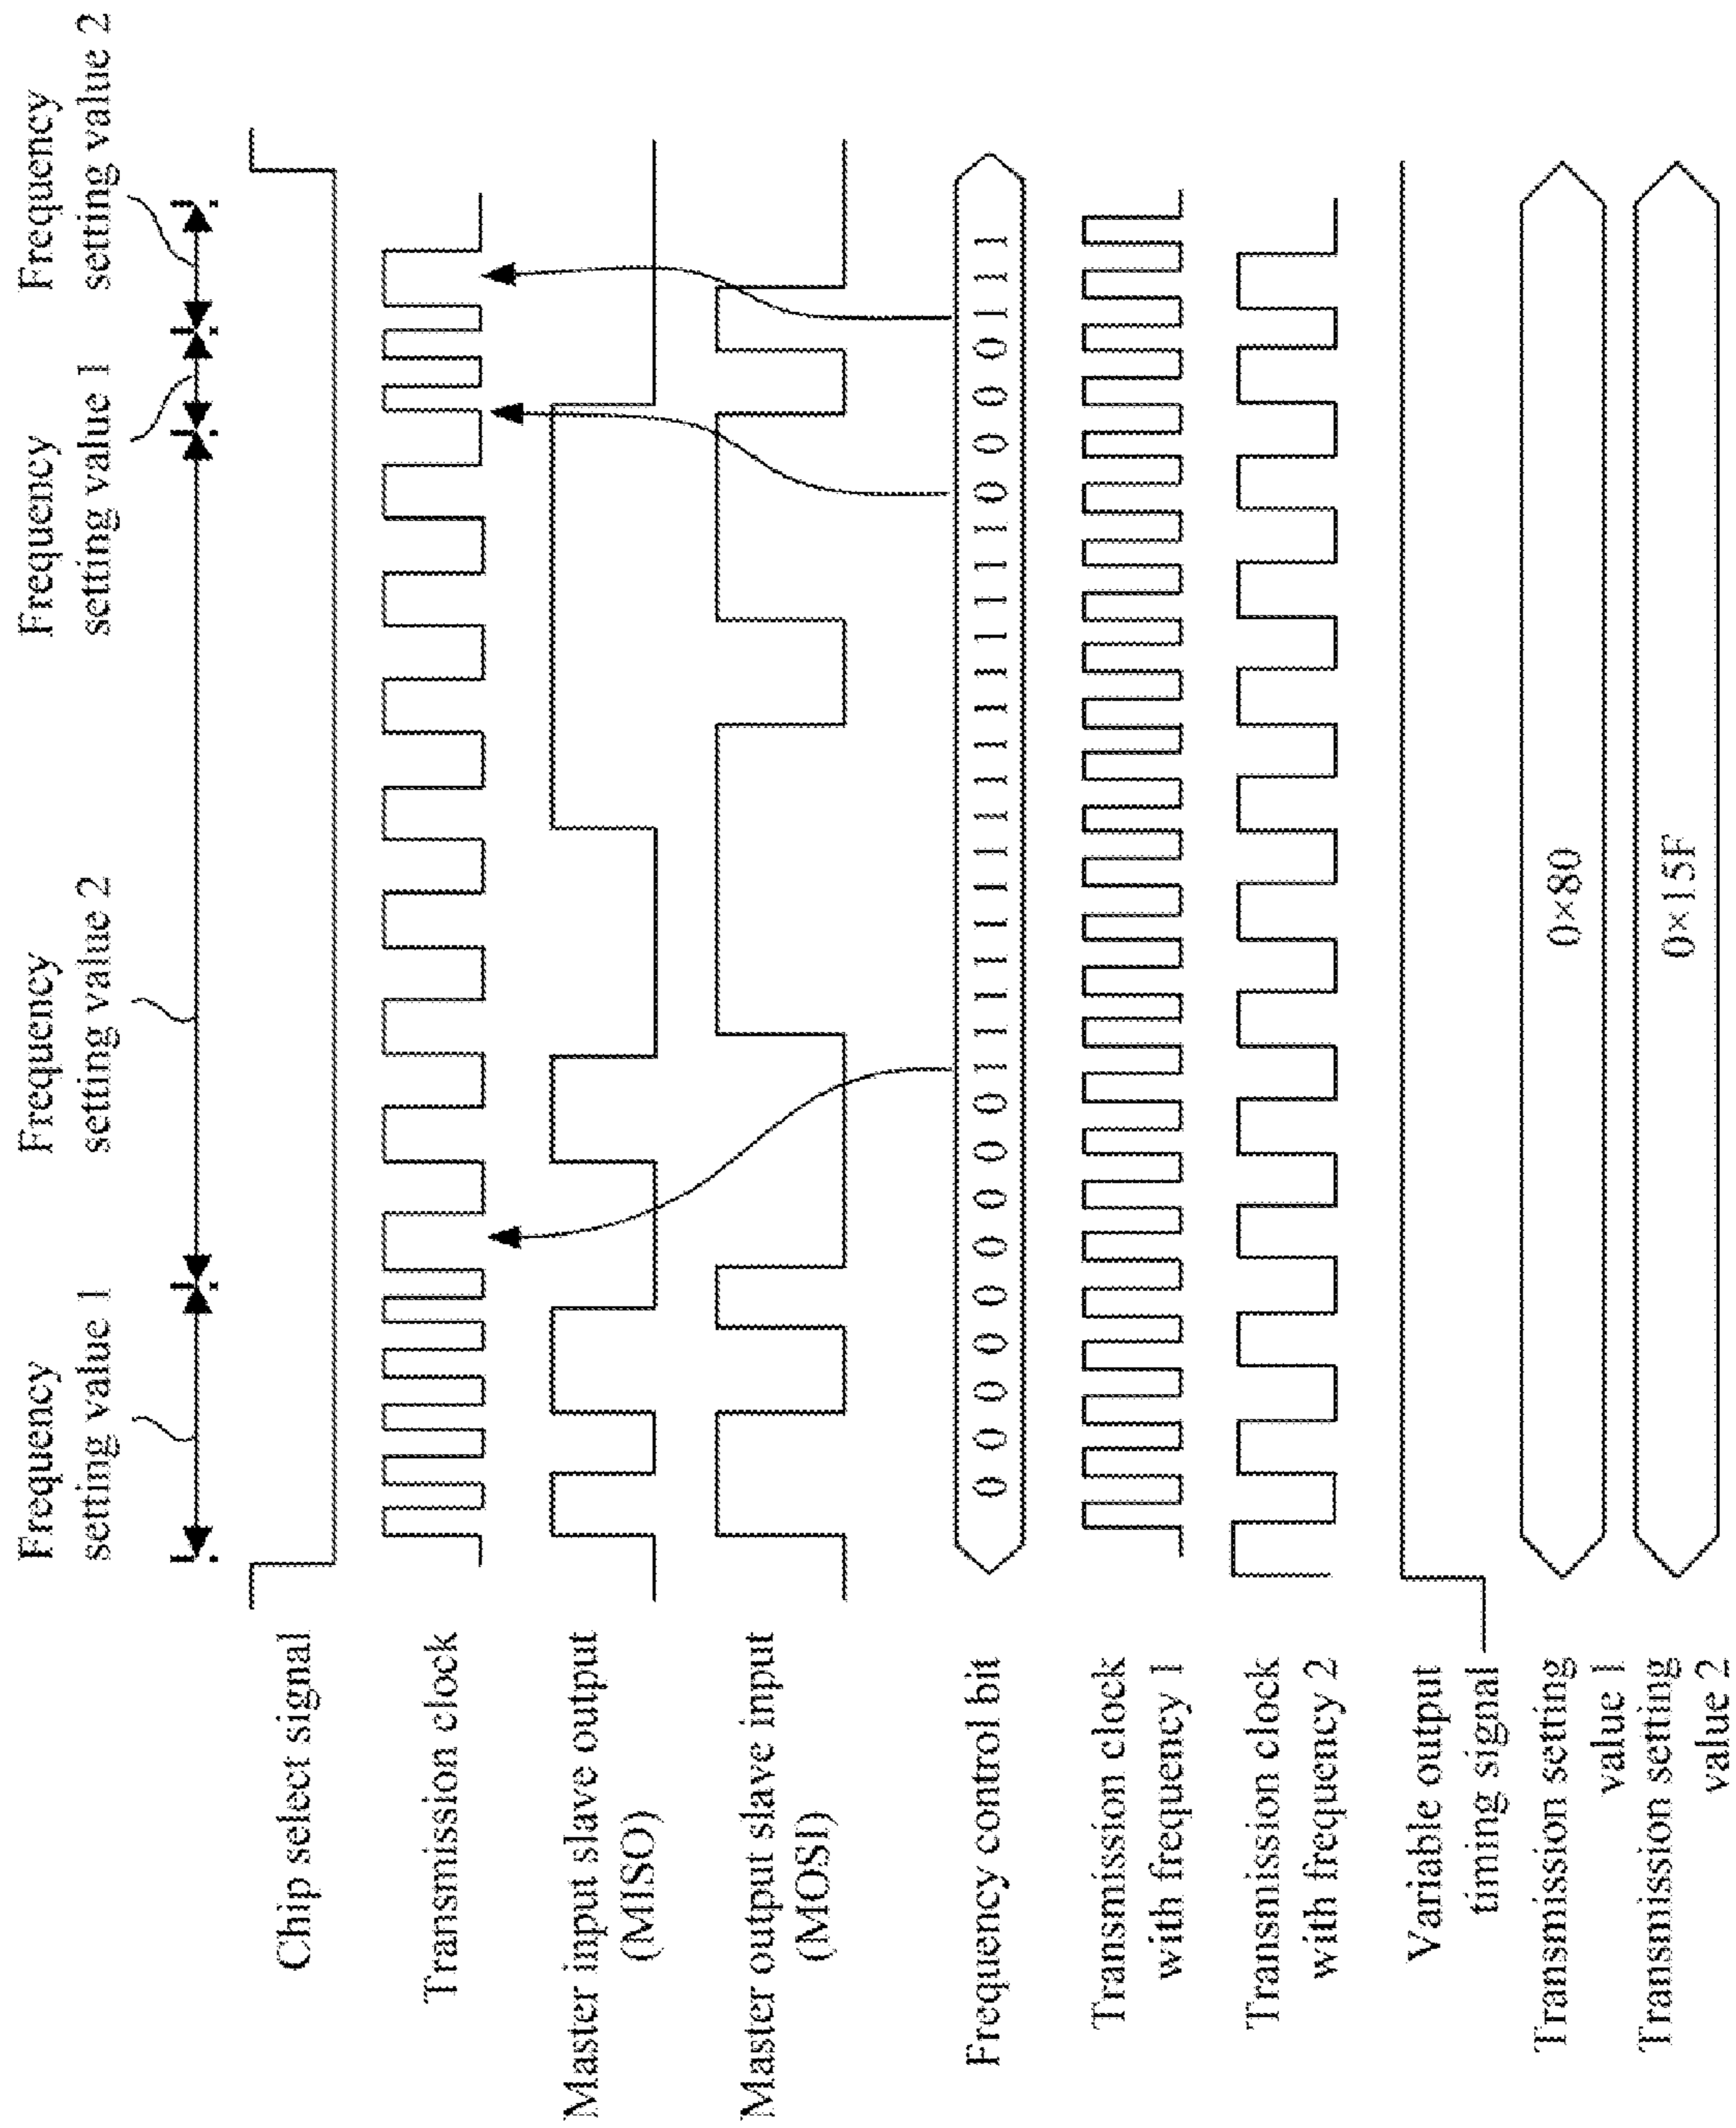 Frequency
setting value 1
Frequency
setting value 2
Frequency
setting value 1
Frequency
setting value 2
Chip select signal
Transmission clock
Master input slave output
(MISO)
Master output slave input
(MOSI)
Frequency control bit
0 0 0 0 0 0 0 0 0 1 1 1 1 1 1 1 1 1 1 1 1 1 1 1 1 0 0 0 0 1 1 1
Transmission clock
with frequency 1
Transmission clock
with frequency 2
Variable output
timing signal
Transmission setting
value 1
0×80
Transmission setting
value 2
0×15F